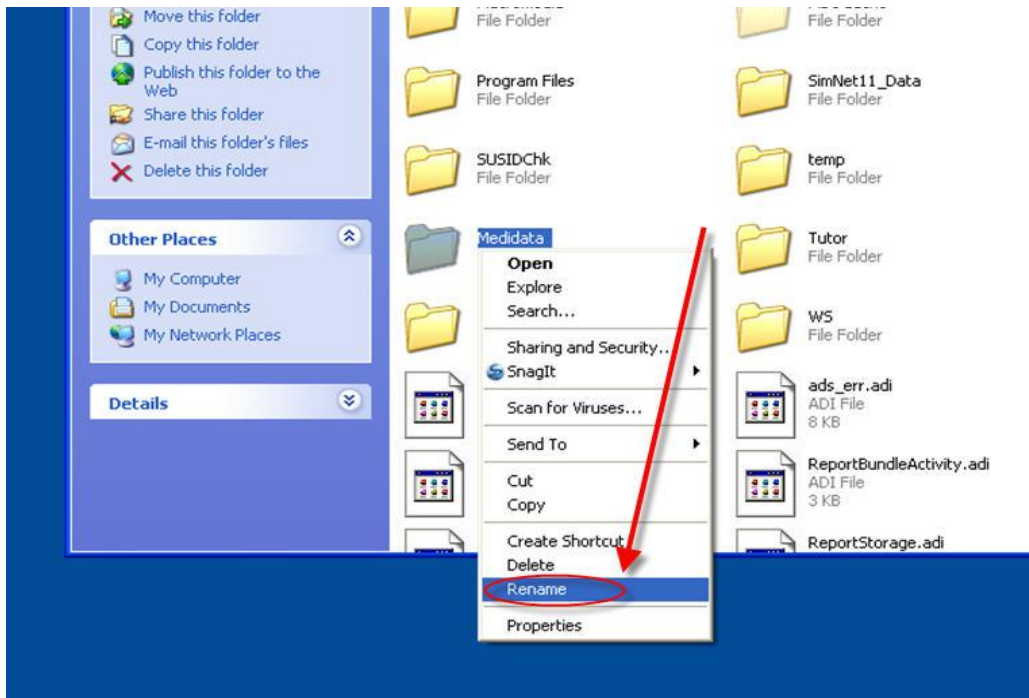 Move this folder
Copy this folder
Publish this folder to the
Web
Share this folder
E-mail this folder's files
Delete this folder
Other Places
My Computer
My Documents
My Network Places
Details
File Folder
Program Files
File Folder
SUSIDChk
File Folder
Medidata
Open
Explore
Search...
Sharing and Security...
SnagIt
Scan for Viruses...
Send To
Cut
Copy
Create Shortcut
Delete
Rename
Properties
File Folder
SimNet11_Data
File Folder
temp
File Folder
Tutor
File Folder
WS
File Folder
ads_err.adi
ADI File
8 KB
ReportBundleActivity.adi
ADI File
3 KB
ReportStorage.adi